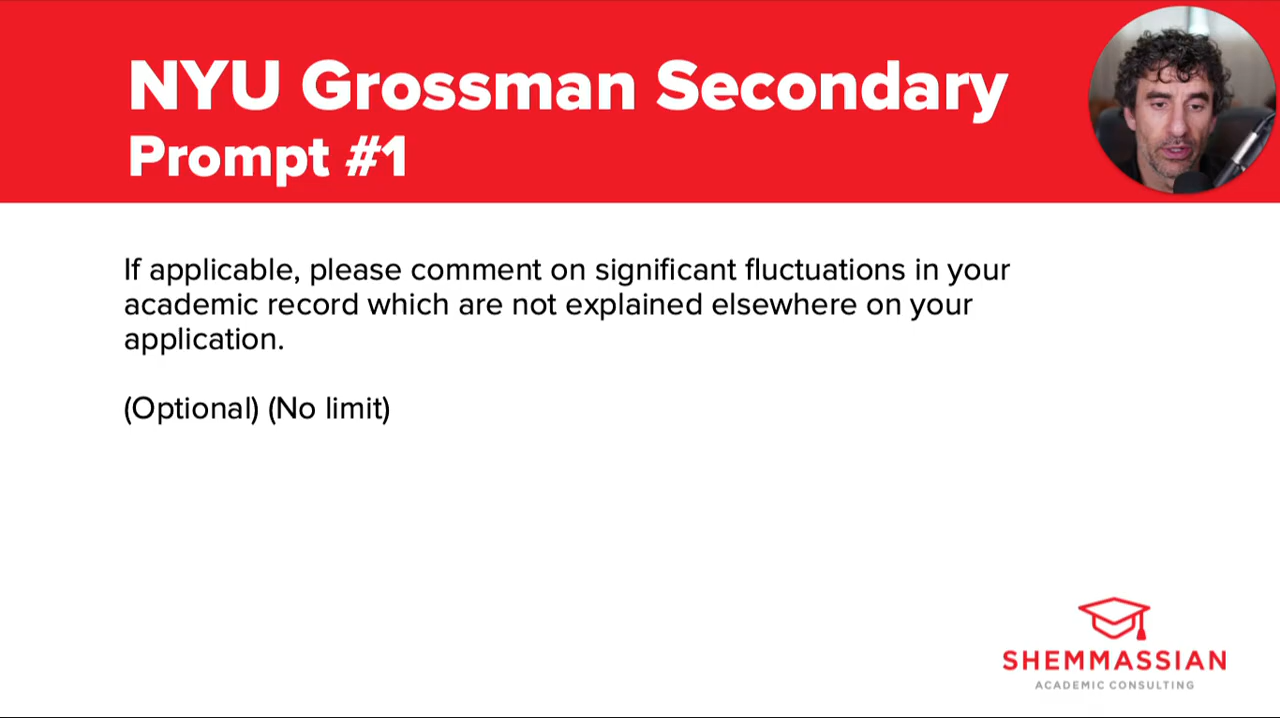 NYU Grossman Secondary
Prompt #1
If applicable, please comment on significant fluctuations in your
academic record which are not explained elsewhere on your
application.
(Optional) (No limit)
SHEMMASSIAN
ACADEMIC CONSULTING